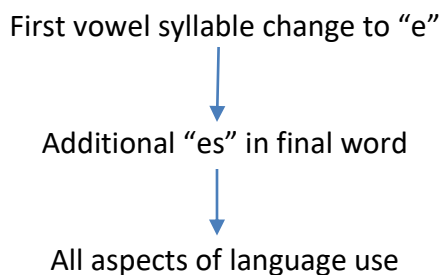 First vowel syllable change to “e”
Additional “es” in final word
All aspects of language use